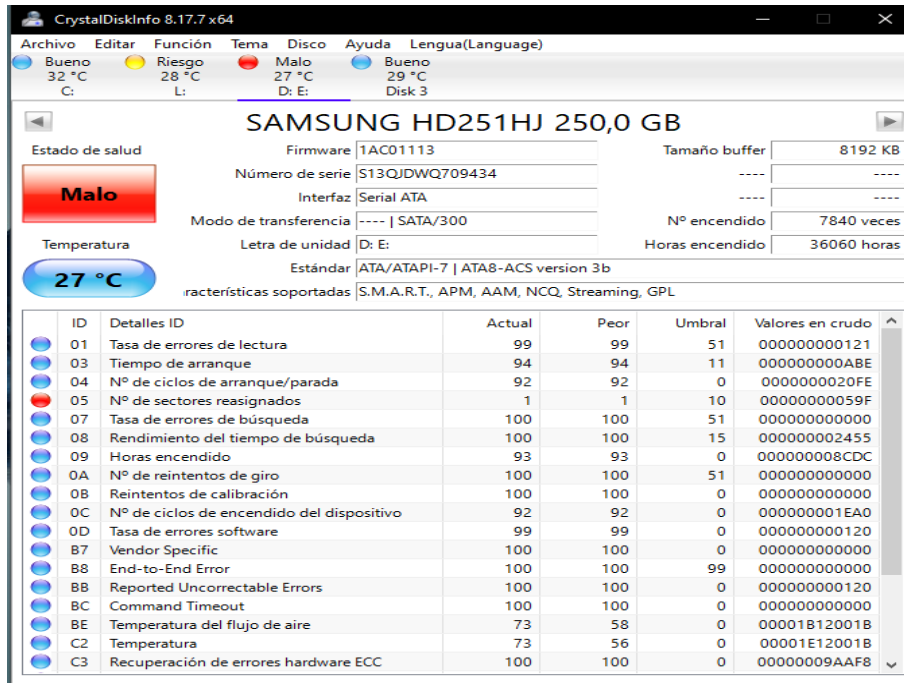 CrystalDiskInfo 8.17.7 x64
Archivo Editar Función Tema Disco Ayuda Lengua(Language)
Bueno Riesgo Malo Bueno
32 °C 28 °C 27 °C 29 °C
C: L: D: E: Disk 3
SAMSUNG HD251HJ 250,0 GB
Estado de salud Firmware 1AC01113 Tamaño buffer 8192 KB
Malo Número de serie S13QJDWQ709434 ---- ----
Interfaz Serial ATA ---- ----
Modo de transferencia ---- | SATA/300 Nº encendido 7840 veces
Temperatura Letra de unidad D: E: Horas encendido 36060 horas
27 °C Estándar ATA/ATAPI-7 | ATA8-ACS version 3b
racterísticas soportadas S.M.A.R.T., APM, AAM, NCQ, Streaming, GPL
ID Detalles ID Actual Peor Umbral Valores en crudo
01 Tasa de errores de lectura 99 99 51 000000000121
03 Tiempo de arranque 94 94 11 000000000ABE
04 Nº de ciclos de arranque/parada 92 92 0 0000000020FE
05 Nº de sectores reasignados 1 1 10 00000000059F
07 Tasa de errores de búsqueda 100 100 51 000000000000
08 Rendimiento del tiempo de búsqueda 100 100 15 000000002455
09 Horas encendido 93 93 0 000000008CDC
0A Nº de reintentos de giro 100 100 51 000000000000
0B Reintentos de calibración 100 100 0 000000000000
0C Nº de ciclos de encendido del dispositivo 92 92 0 000000001EA0
0D Tasa de errores software 99 99 0 000000000120
B7 Vendor Specific 100 100 0 000000000000
B8 End-to-End Error 100 100 99 000000000000
BB Reported Uncorrectable Errors 100 100 0 000000000120
BC Command Timeout 100 100 0 000000000000
BE Temperatura del flujo de aire 73 58 0 00001B12001B
C2 Temperatura 73 56 0 00001E12001B
C3 Recuperación de errores hardware ECC 100 100 0 00000009AAF8